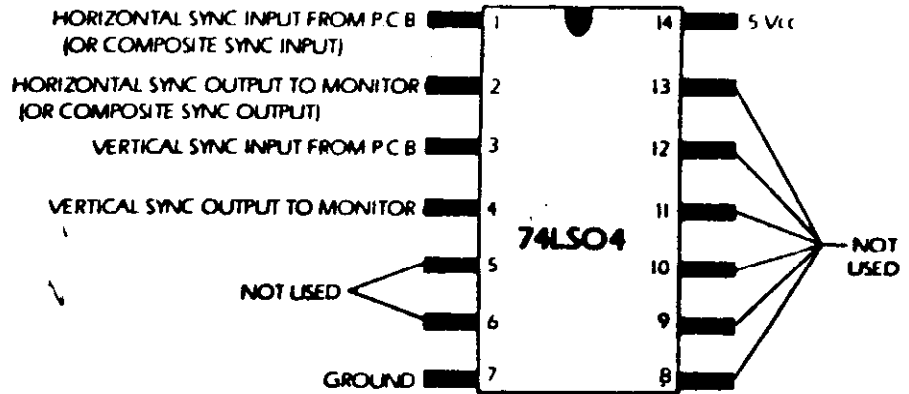 HORIZONTAL SYNC INPUT FROM P.C.B
(OR COMPOSITE SYNC INPUT)
HORIZONTAL SYNC OUTPUT TO MONITOR
(OR COMPOSITE SYNC OUTPUT)
VERTICAL SYNC INPUT FROM P C B
VERTICAL SYNC OUTPUT TO MONITOR
NOT USED
GROUND
1
2
3
4
5
6
7
74LS04
14
13
12
11
10
9
8
5 Vcc
NOT
USED